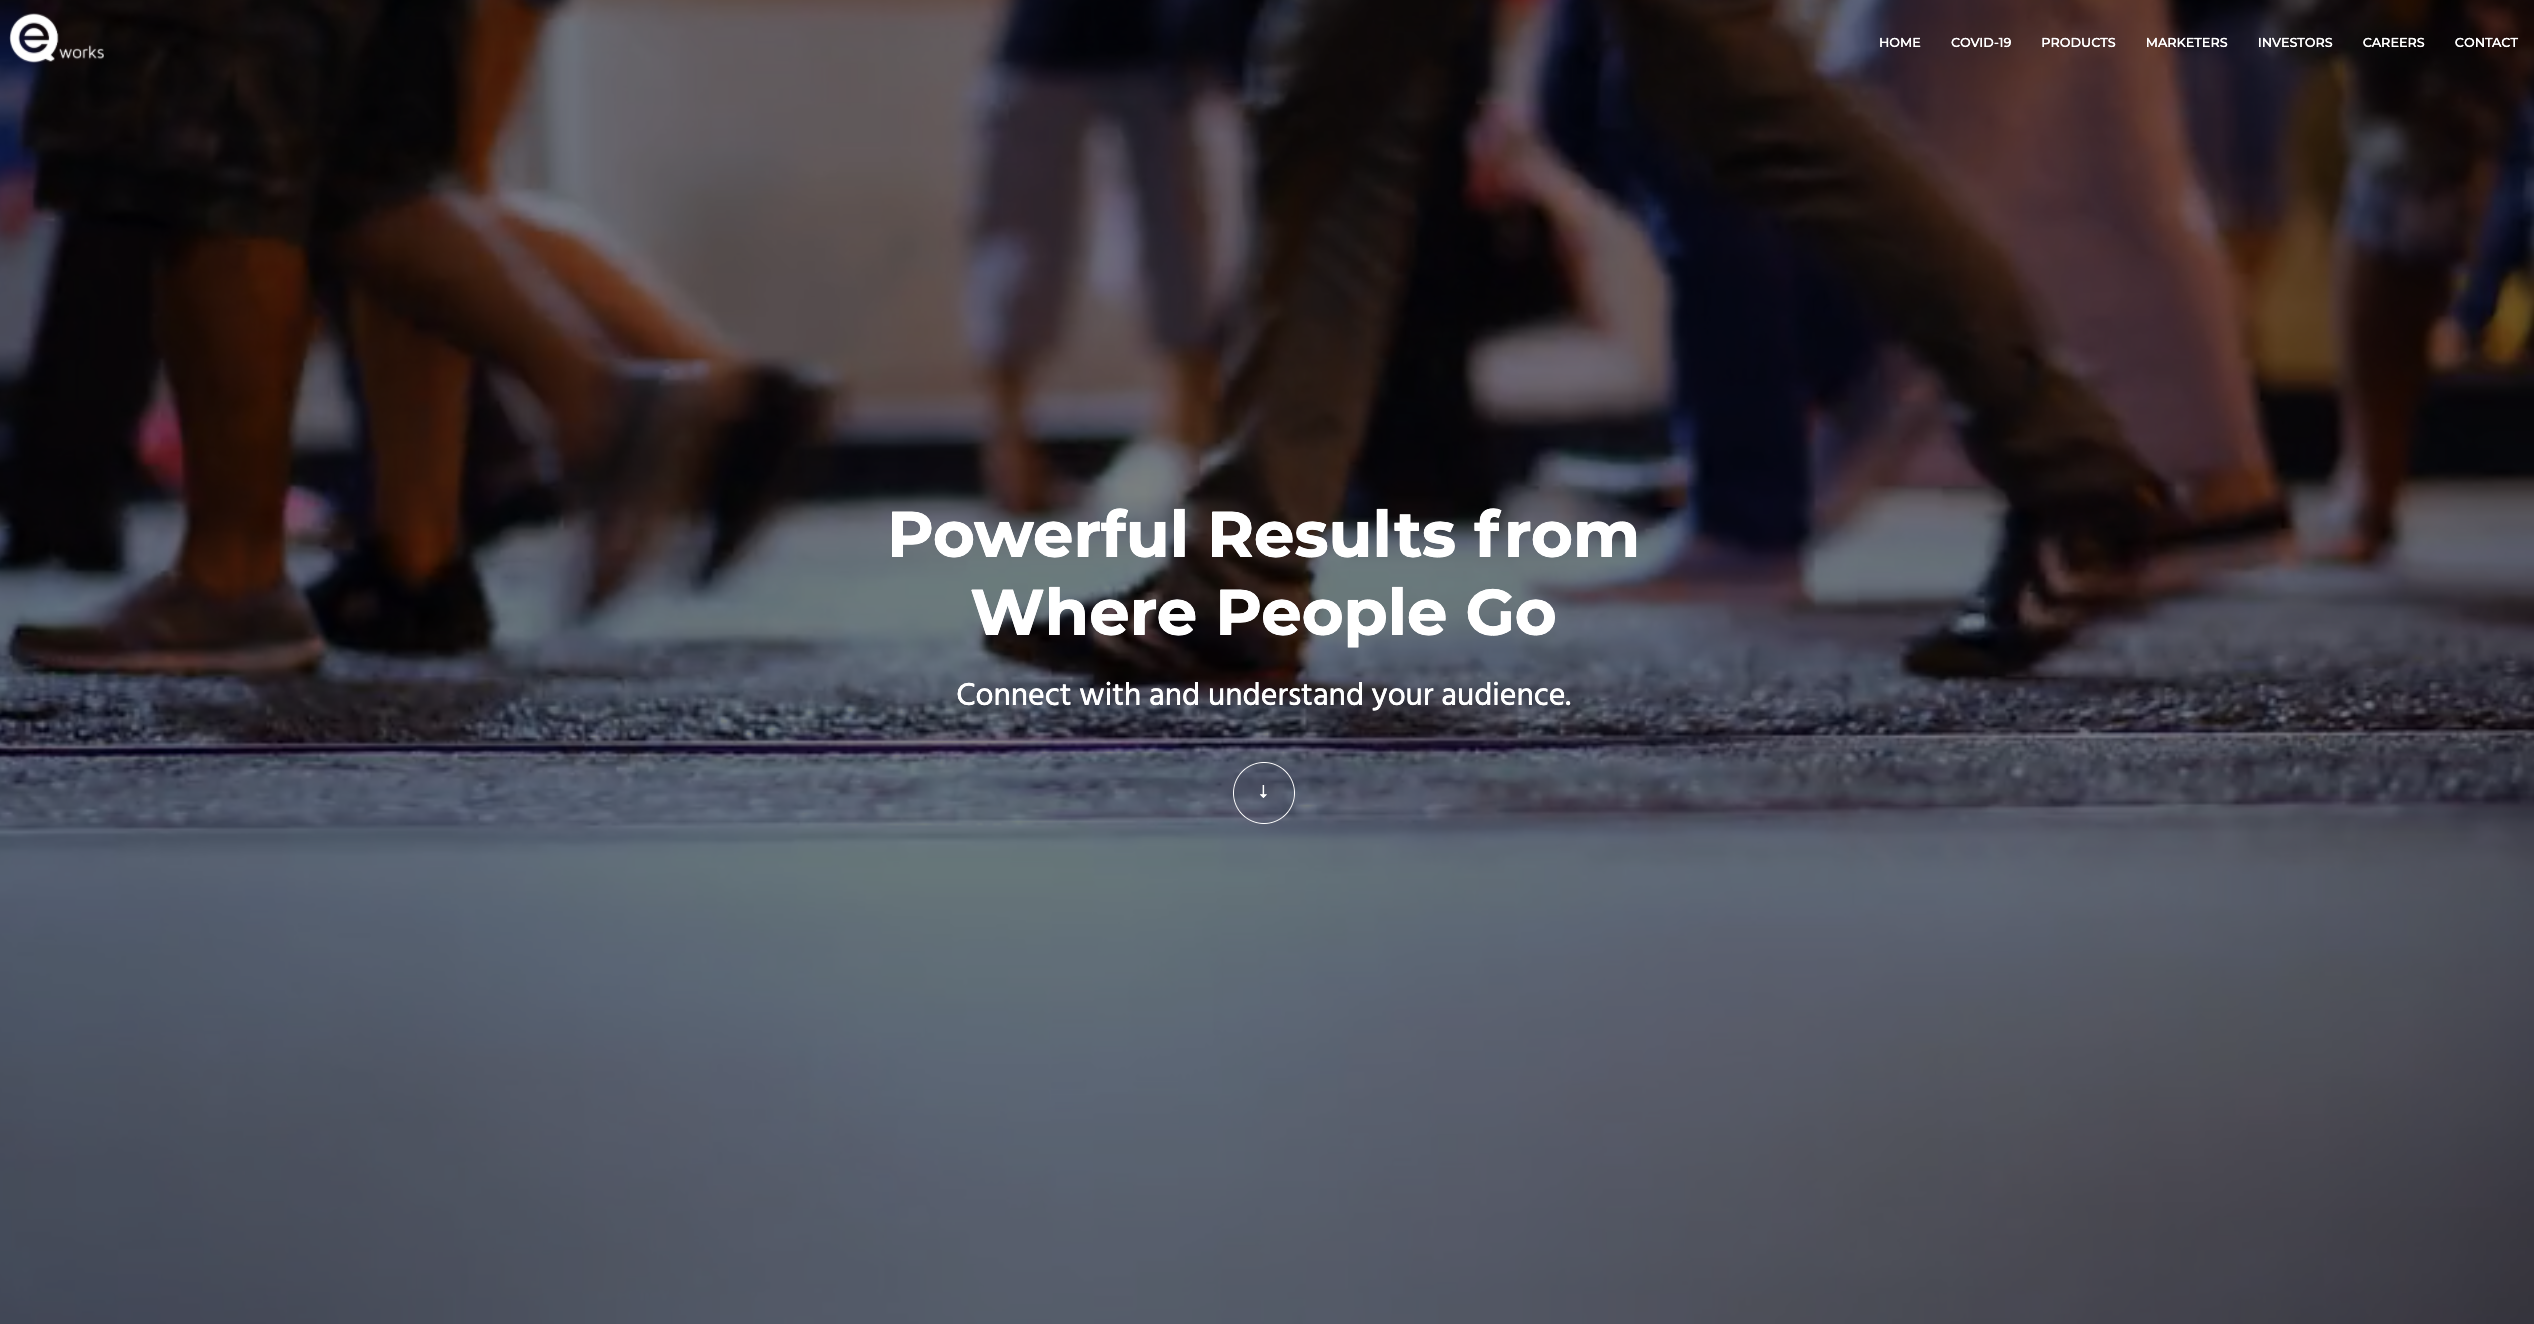 eQ works
HOME COVID-19 PRODUCTS MARKETERS INVESTORS CAREERS CONTACT
Powerful Results from
Where People Go
Connect with and understand your audience.